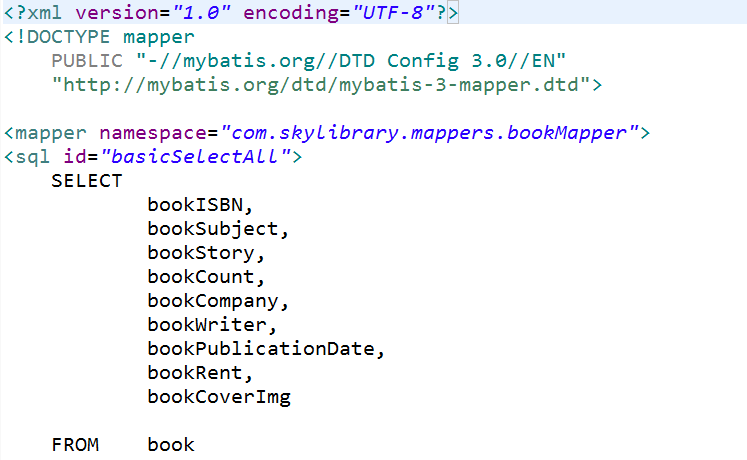 <?xml version="1.0" encoding="UTF-8"?>
<!DOCTYPE mapper
PUBLIC "-//mybatis.org//DTD Config 3.0//EN"
"http://mybatis.org/dtd/mybatis-3-mapper.dtd">
<mapper namespace="com.skylibrary.mappers.bookMapper">
<sql id="basicSelectAll">
SELECT
bookISBN,
bookSubject,
bookStory,
bookCount,
bookCompany,
bookWriter,
bookPublicationDate,
bookRent,
bookCoverImg
FROM book